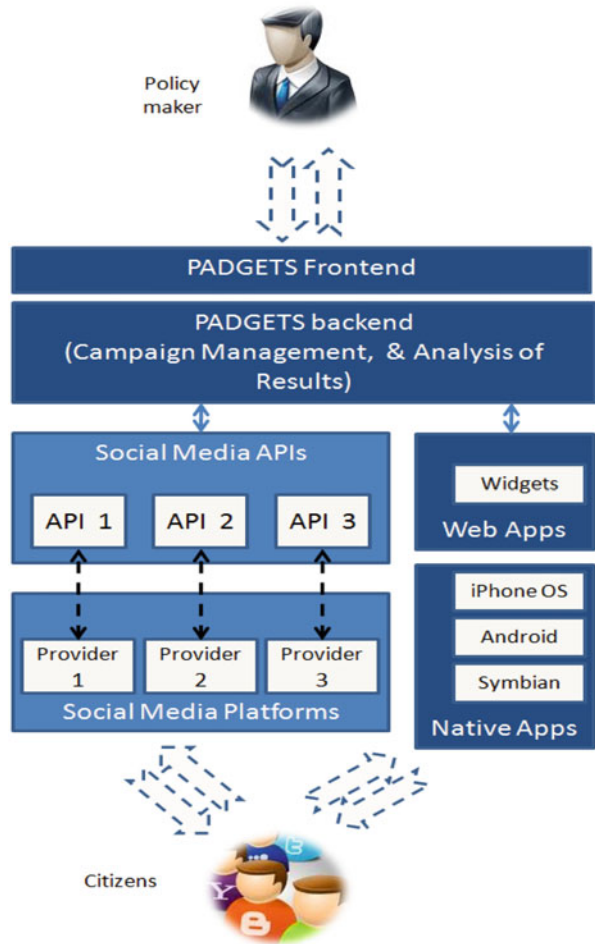 Policy
maker
PADGETS Frontend
PADGETS backend
(Campaign Management, & Analysis of
Results)
Social Media APIs
API 1
API 2
API 3
Widgets
Web Apps
Provider
1
Provider
2
Provider
3
Social Media Platforms
iPhone OS
Android
Symbian
Native Apps
Citizens